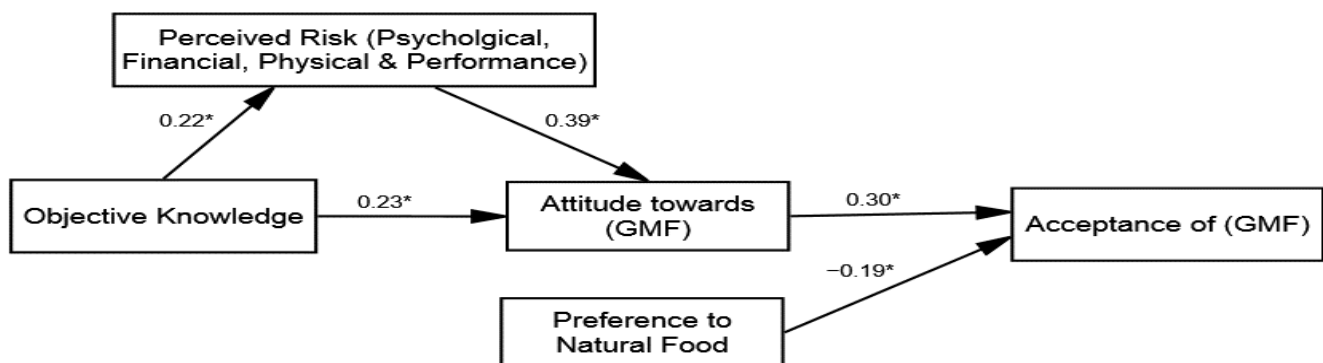 Perceived Risk (Psycholgical,
Financial, Physical & Performance)
0.22*
0.39*
Objective Knowledge
0.23*
Attitude towards
(GMF)
0.30*
Acceptance of (GMF)
−0.19*
Preference to
Natural Food